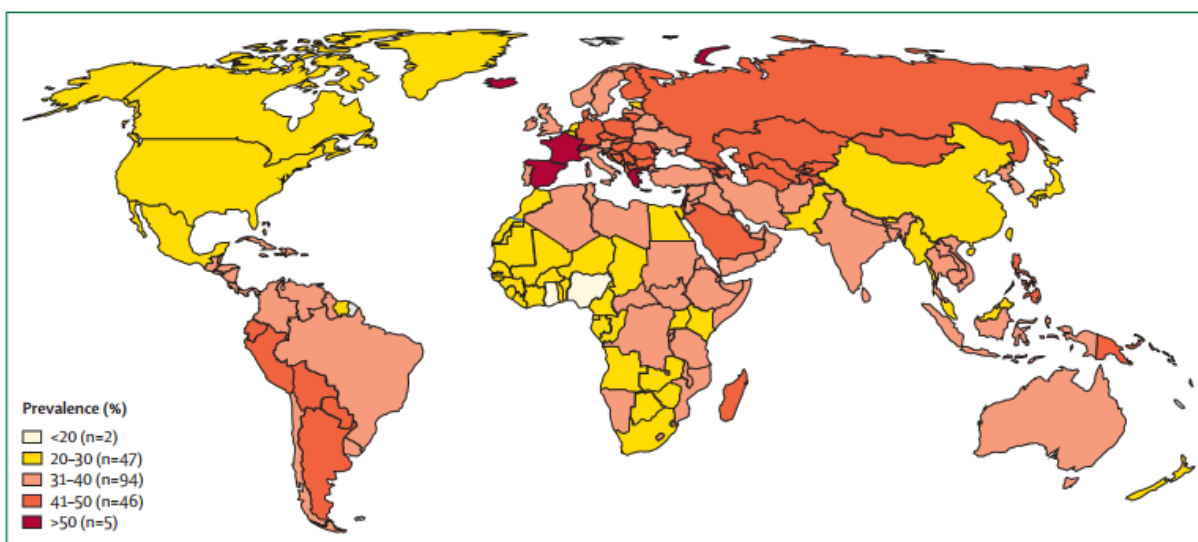 Prevalence (%)
<20 (n=2)
20–30 (n=47)
31–40 (n=94)
41–50 (n=46)
>50 (n=5)